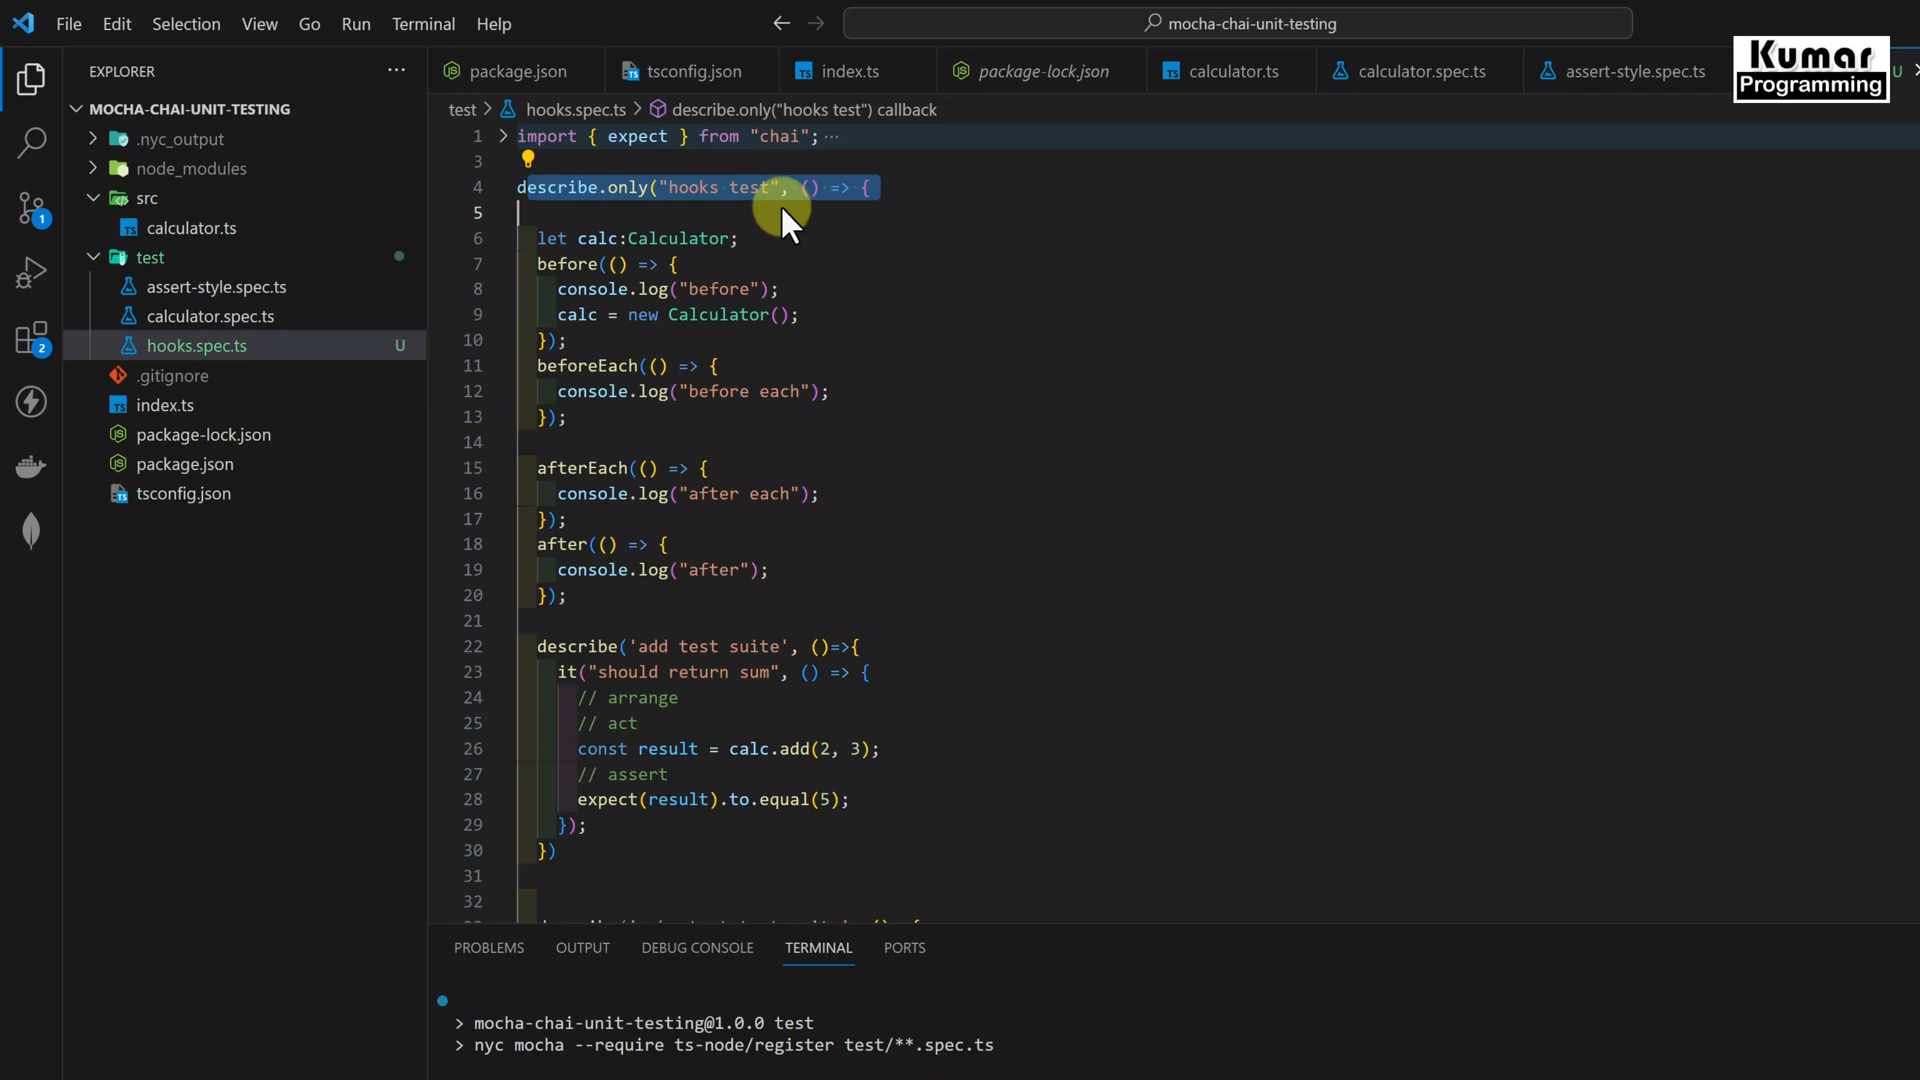 File Edit Selection View Go Run Terminal Help
mocha-chai-unit-testing
Kumar
Programming
EXPLORER
MOCHA-CHAI-UNIT-TESTING
.nyc_output
node_modules
src
calculator.ts
test
assert-style.spec.ts
calculator.spec.ts
hooks.spec.ts U
.gitignore
index.ts
package-lock.json
package.json
tsconfig.json
1
2
package.json tsconfig.json index.ts package-lock.json calculator.ts calculator.spec.ts assert-style.spec.ts U
test > hooks.spec.ts > describe.only("hooks test") callback
1 import { expect } from "chai"; ...
3
4 describe.only("hooks test", () => {
5
6 let calc:Calculator;
7 before(() => {
8 console.log("before");
9 calc = new Calculator();
10 });
11 beforeEach(() => {
12 console.log("before each");
13 });
14
15 afterEach(() => {
16 console.log("after each");
17 });
18 after(() => {
19 console.log("after");
20 });
21
22 describe('add test suite', ()=>{
23 it("should return sum", () => {
24 // arrange
25 // act
26 const result = calc.add(2, 3);
27 // assert
28 expect(result).to.equal(5);
29 });
30 })
31
32
PROBLEMS OUTPUT DEBUG CONSOLE TERMINAL PORTS
> mocha-chai-unit-testing@1.0.0 test
> nyc mocha --require ts-node/register test/**.spec.ts